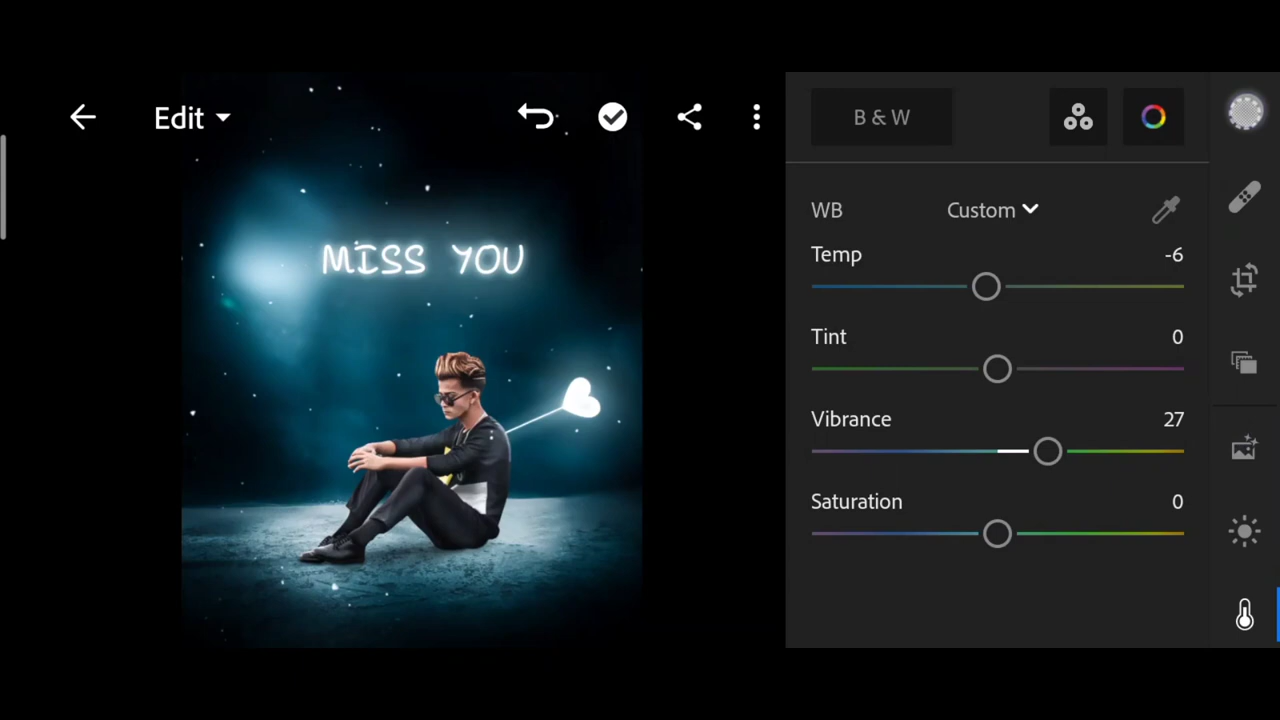 Edit
B & W
MISS YOU
WB
Custom
Temp
-6
Tint
0
Vibrance
27
Saturation
0